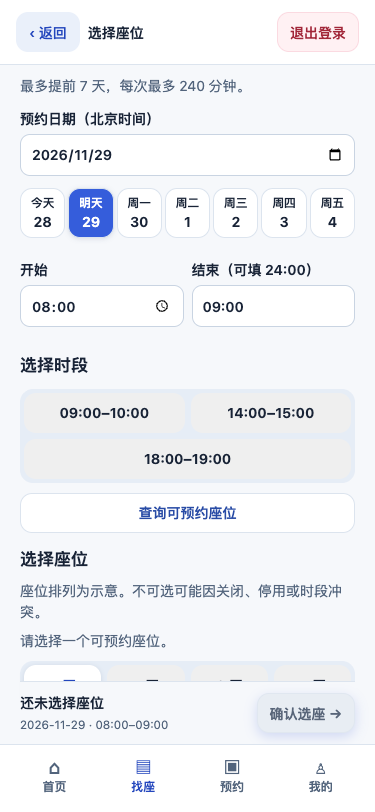 ‹ 返回 选择座位 退出登录
最多提前 7 天，每次最多 240 分钟。
预约日期（北京时间）
2026/11/29
今天 明天 周一 周二 周三 周四 周五
28 29 30 1 2 3 4
开始 结束（可填 24:00）
08:00 09:00
选择时段
09:00–10:00 14:00–15:00
18:00–19:00
查询可预约座位
选择座位
座位排列为示意。不可选可能因关闭、停用或时段冲
突。
请选择一个可预约座位。
还未选择座位
2026-11-29 · 08:00–09:00
确认选座 →
首页 找座 预约 我的